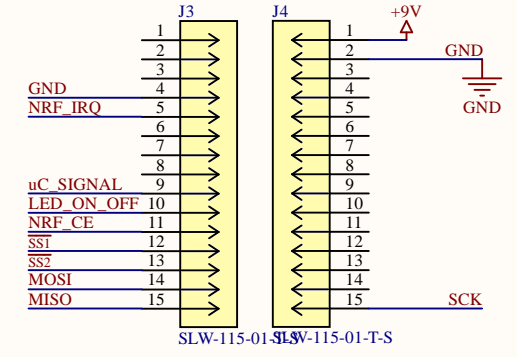 J3 J4 +9V
1 1
2 2 GND
3 3
GND 4 4
NRF_IRQ 5 5 GND
6 6
7 7
8 8
uC_SIGNAL 9 9
LED_ON_OFF 10 10
NRF_CE 11 11
SS1 12 12
SS2 13 13
MOSI 14 14
MISO 15 15 SCK
SLW-115-01-T-S SLW-115-01-T-S